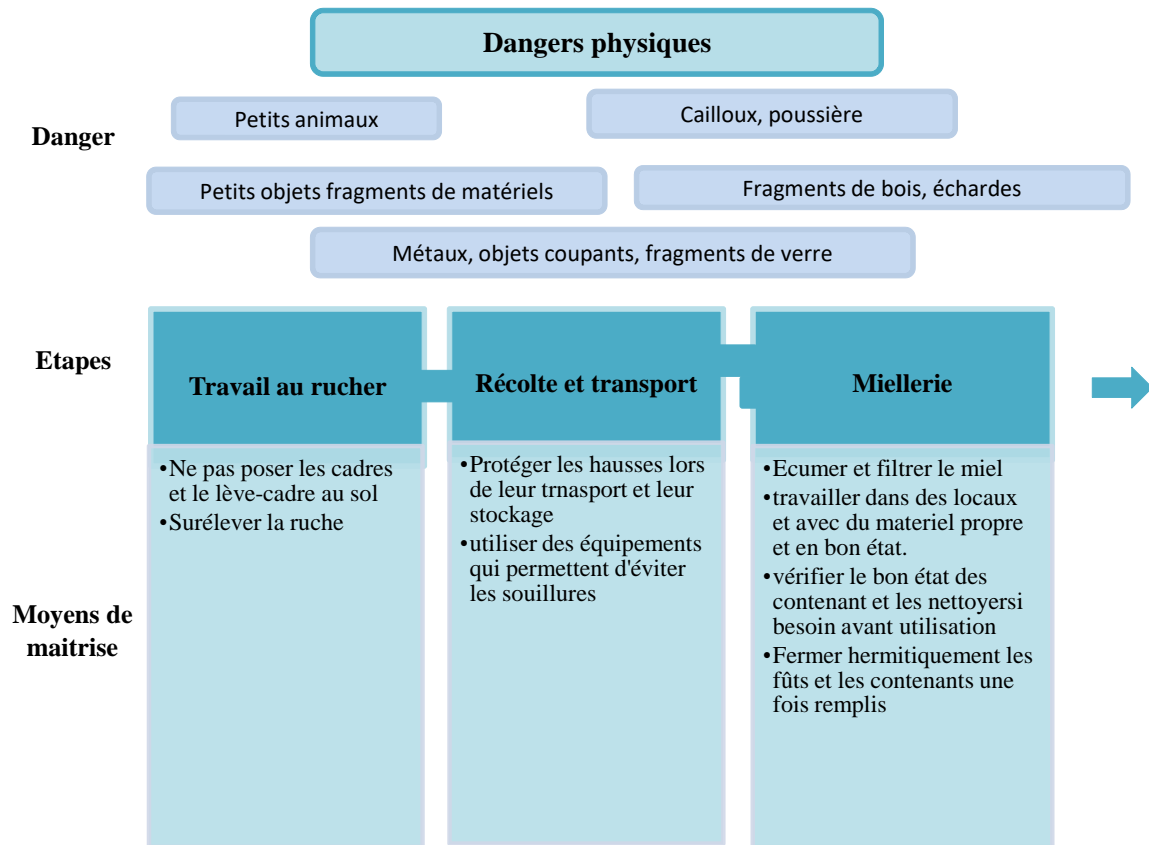 Dangers physiques
Petits animaux
Cailloux, poussière
Danger
Petits objets fragments de matériels
Fragments de bois, échardes
Métaux, objets coupants, fragments de verre
Etapes
Travail au rucher
Récolte et transport
Miellerie
Moyens de
maitrise
•Ne pas poser les cadres
et le lève-cadre au sol
•Surélever la ruche
•Protéger les hausses lors
de leur trnasport et leur
stockage
•utiliser des équipements
qui permettent d'éviter
les souillures
•Ecumer et filtrer le miel
•travailler dans des locaux
et avec du materiel propre
et en bon état.
•vérifier le bon état des
contenant et les nettoyersi
besoin avant utilisation
•Fermer hermitiquement les
fûts et les contenants une
fois remplis